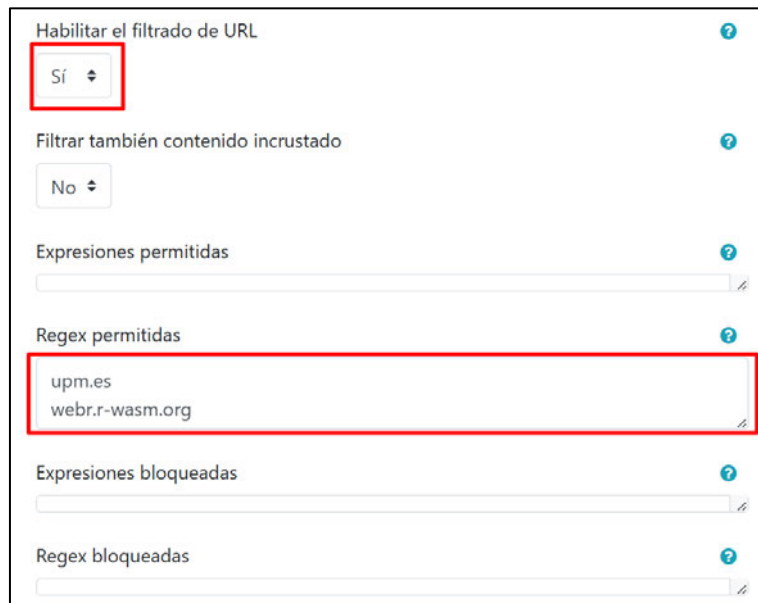 Habilitar el filtrado de URL
Sí
Filtrar también contenido incrustado
No
Expresiones permitidas
Regex permitidas
upm.es
webr.r-wasm.org
Expresiones bloqueadas
Regex bloqueadas